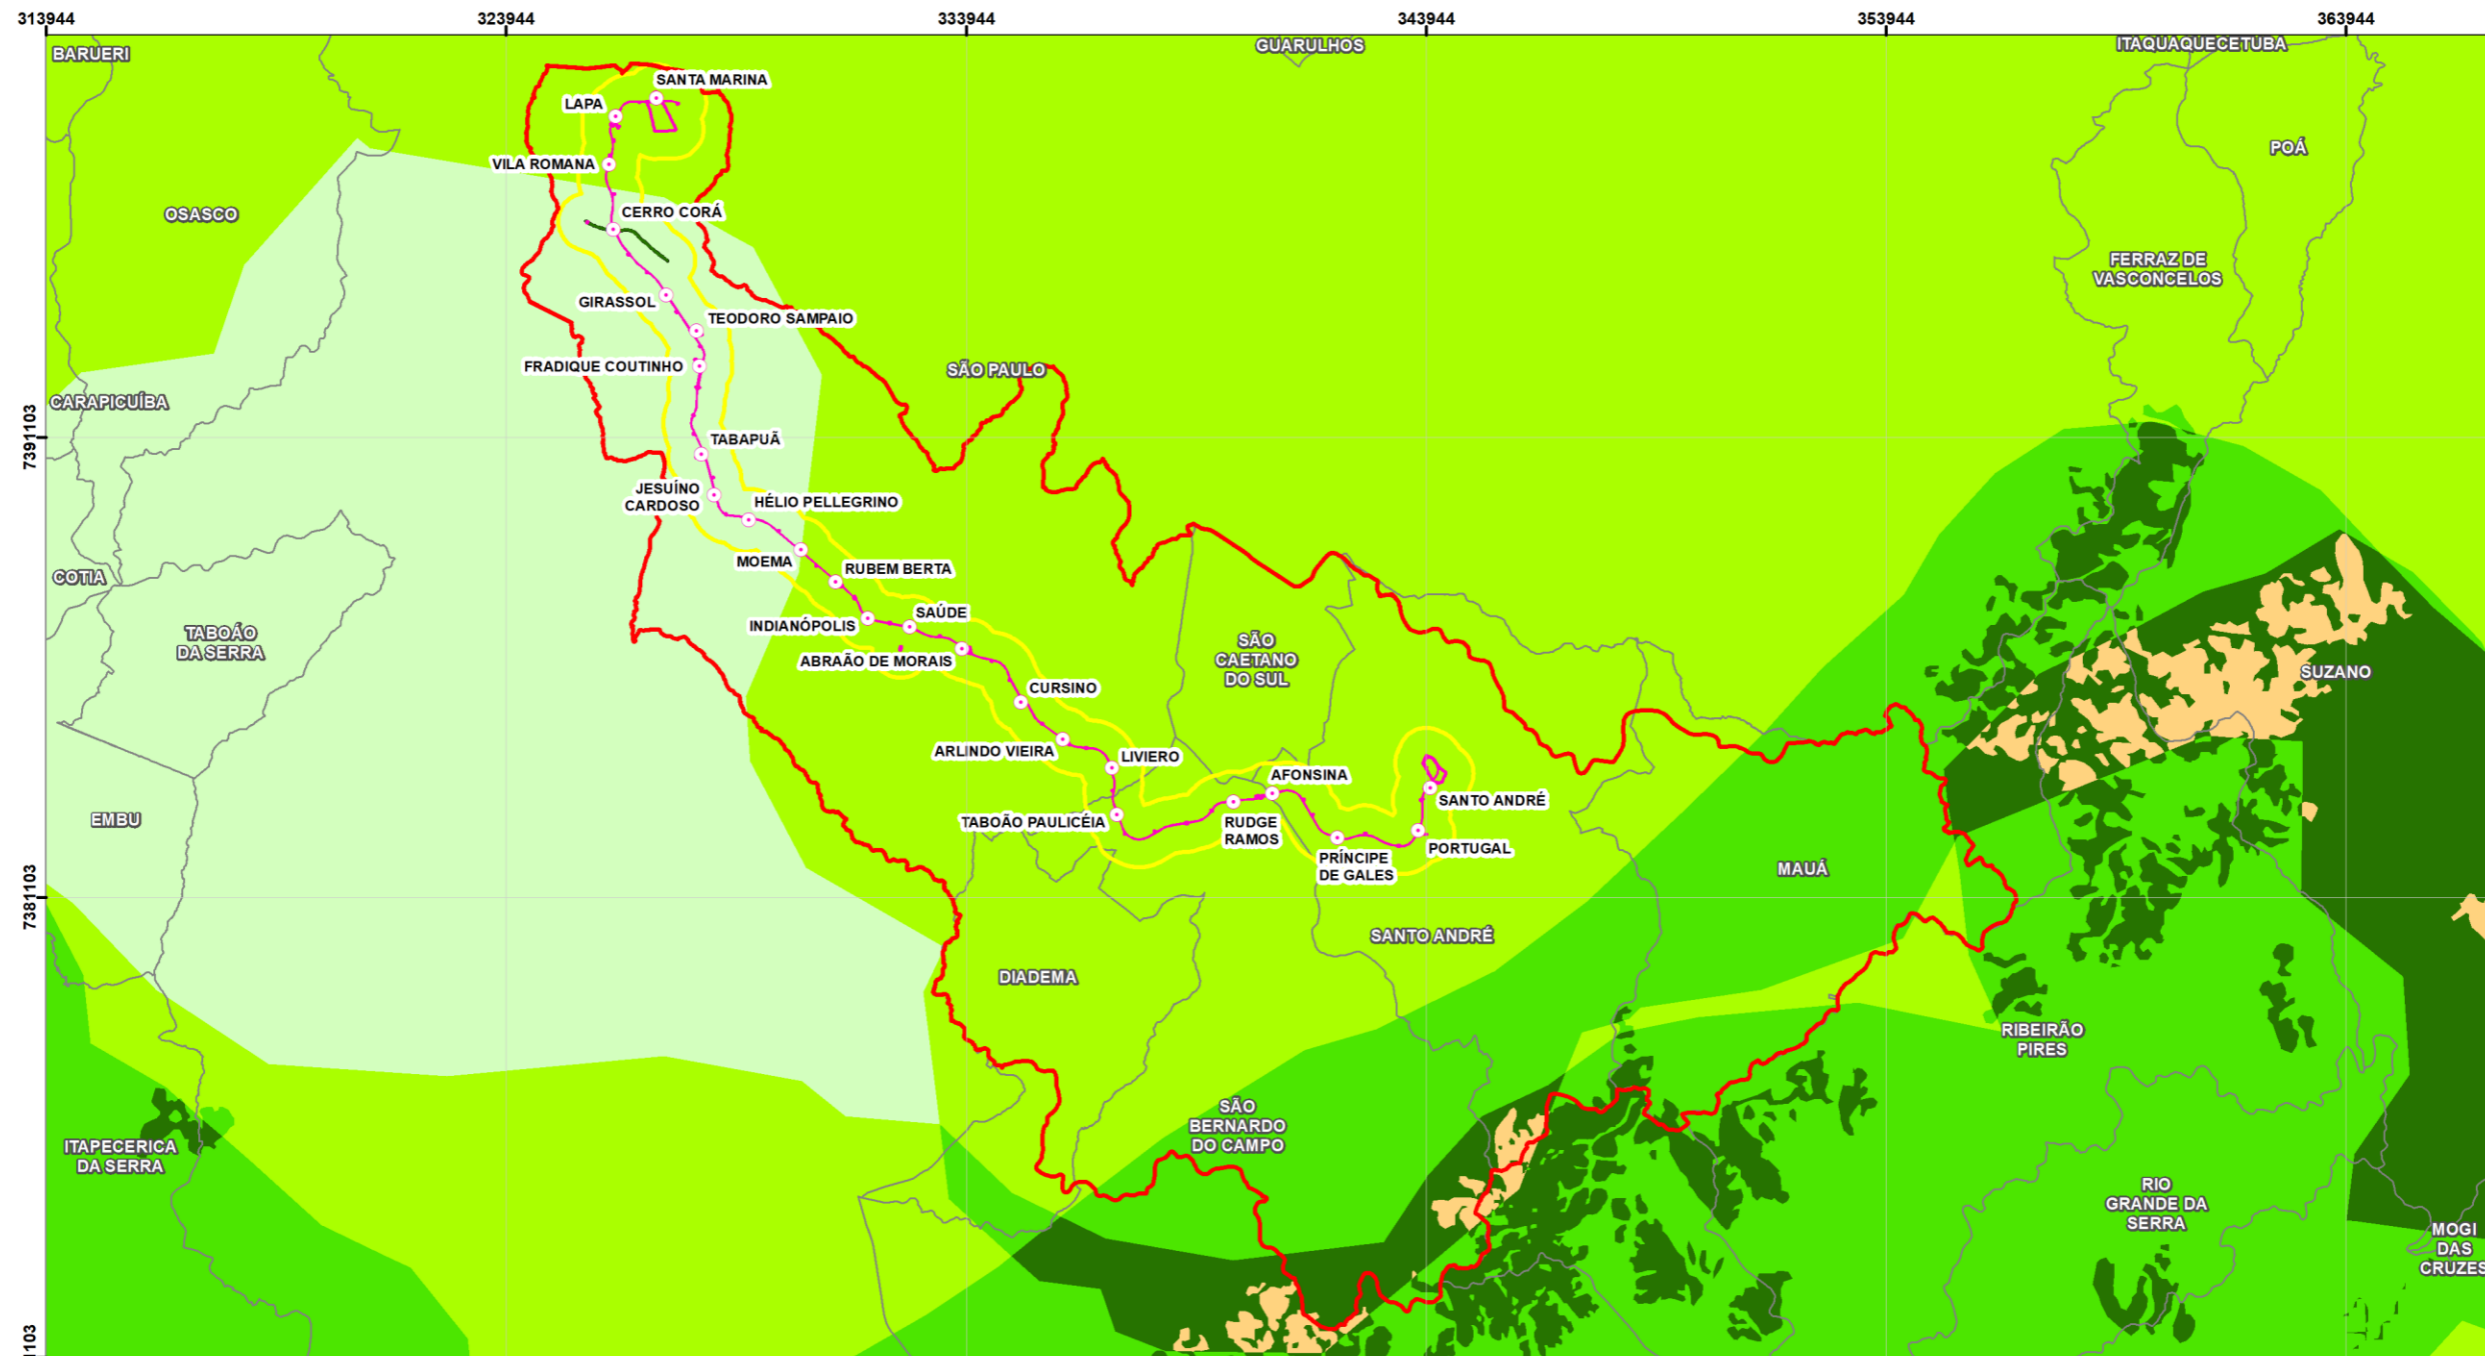 313944
323944
333944
343944
353944
363944
BARUERI
GUARULHOS
ITAQUAQUECETUBA
SANTA MARINA
LAPA
POÁ
VILA ROMANA
OSASCO
CERRO CORÁ
FERRAZ DE
VASCONCELOS
GIRASSOL
TEODORO SAMPAIO
FRADIQUE COUTINHO
SÃO PAULO
CARAPICUÍBA
7391103
TABAPUÃ
JESUÍNO
CARDOSO
HÉLIO PELLEGRINO
MOEMA
RUBEM BERTA
COTIA
SAÚDE
INDIANÓPOLIS
TABOÃO
DA SERRA
SÃO
CAETANO
DO SUL
ABRAÃO DE MORAIS
SUZANO
CURSINO
ARLINDO VIEIRA
LIVIERO
AFONSINA
SANTO ANDRÉ
EMBU
TABOÃO PAULICÉIA
RUDGE
RAMOS
PORTUGAL
PRÍNCIPE
DE GALES
MAUÁ
7381103
SANTO ANDRÉ
DIADEMA
RIBEIRÃO
PIRES
SÃO
BERNARDO
DO CAMPO
ITAPECERICA
DA SERRA
RIO
GRANDE DA
SERRA
MOGI
DAS
CRUZES